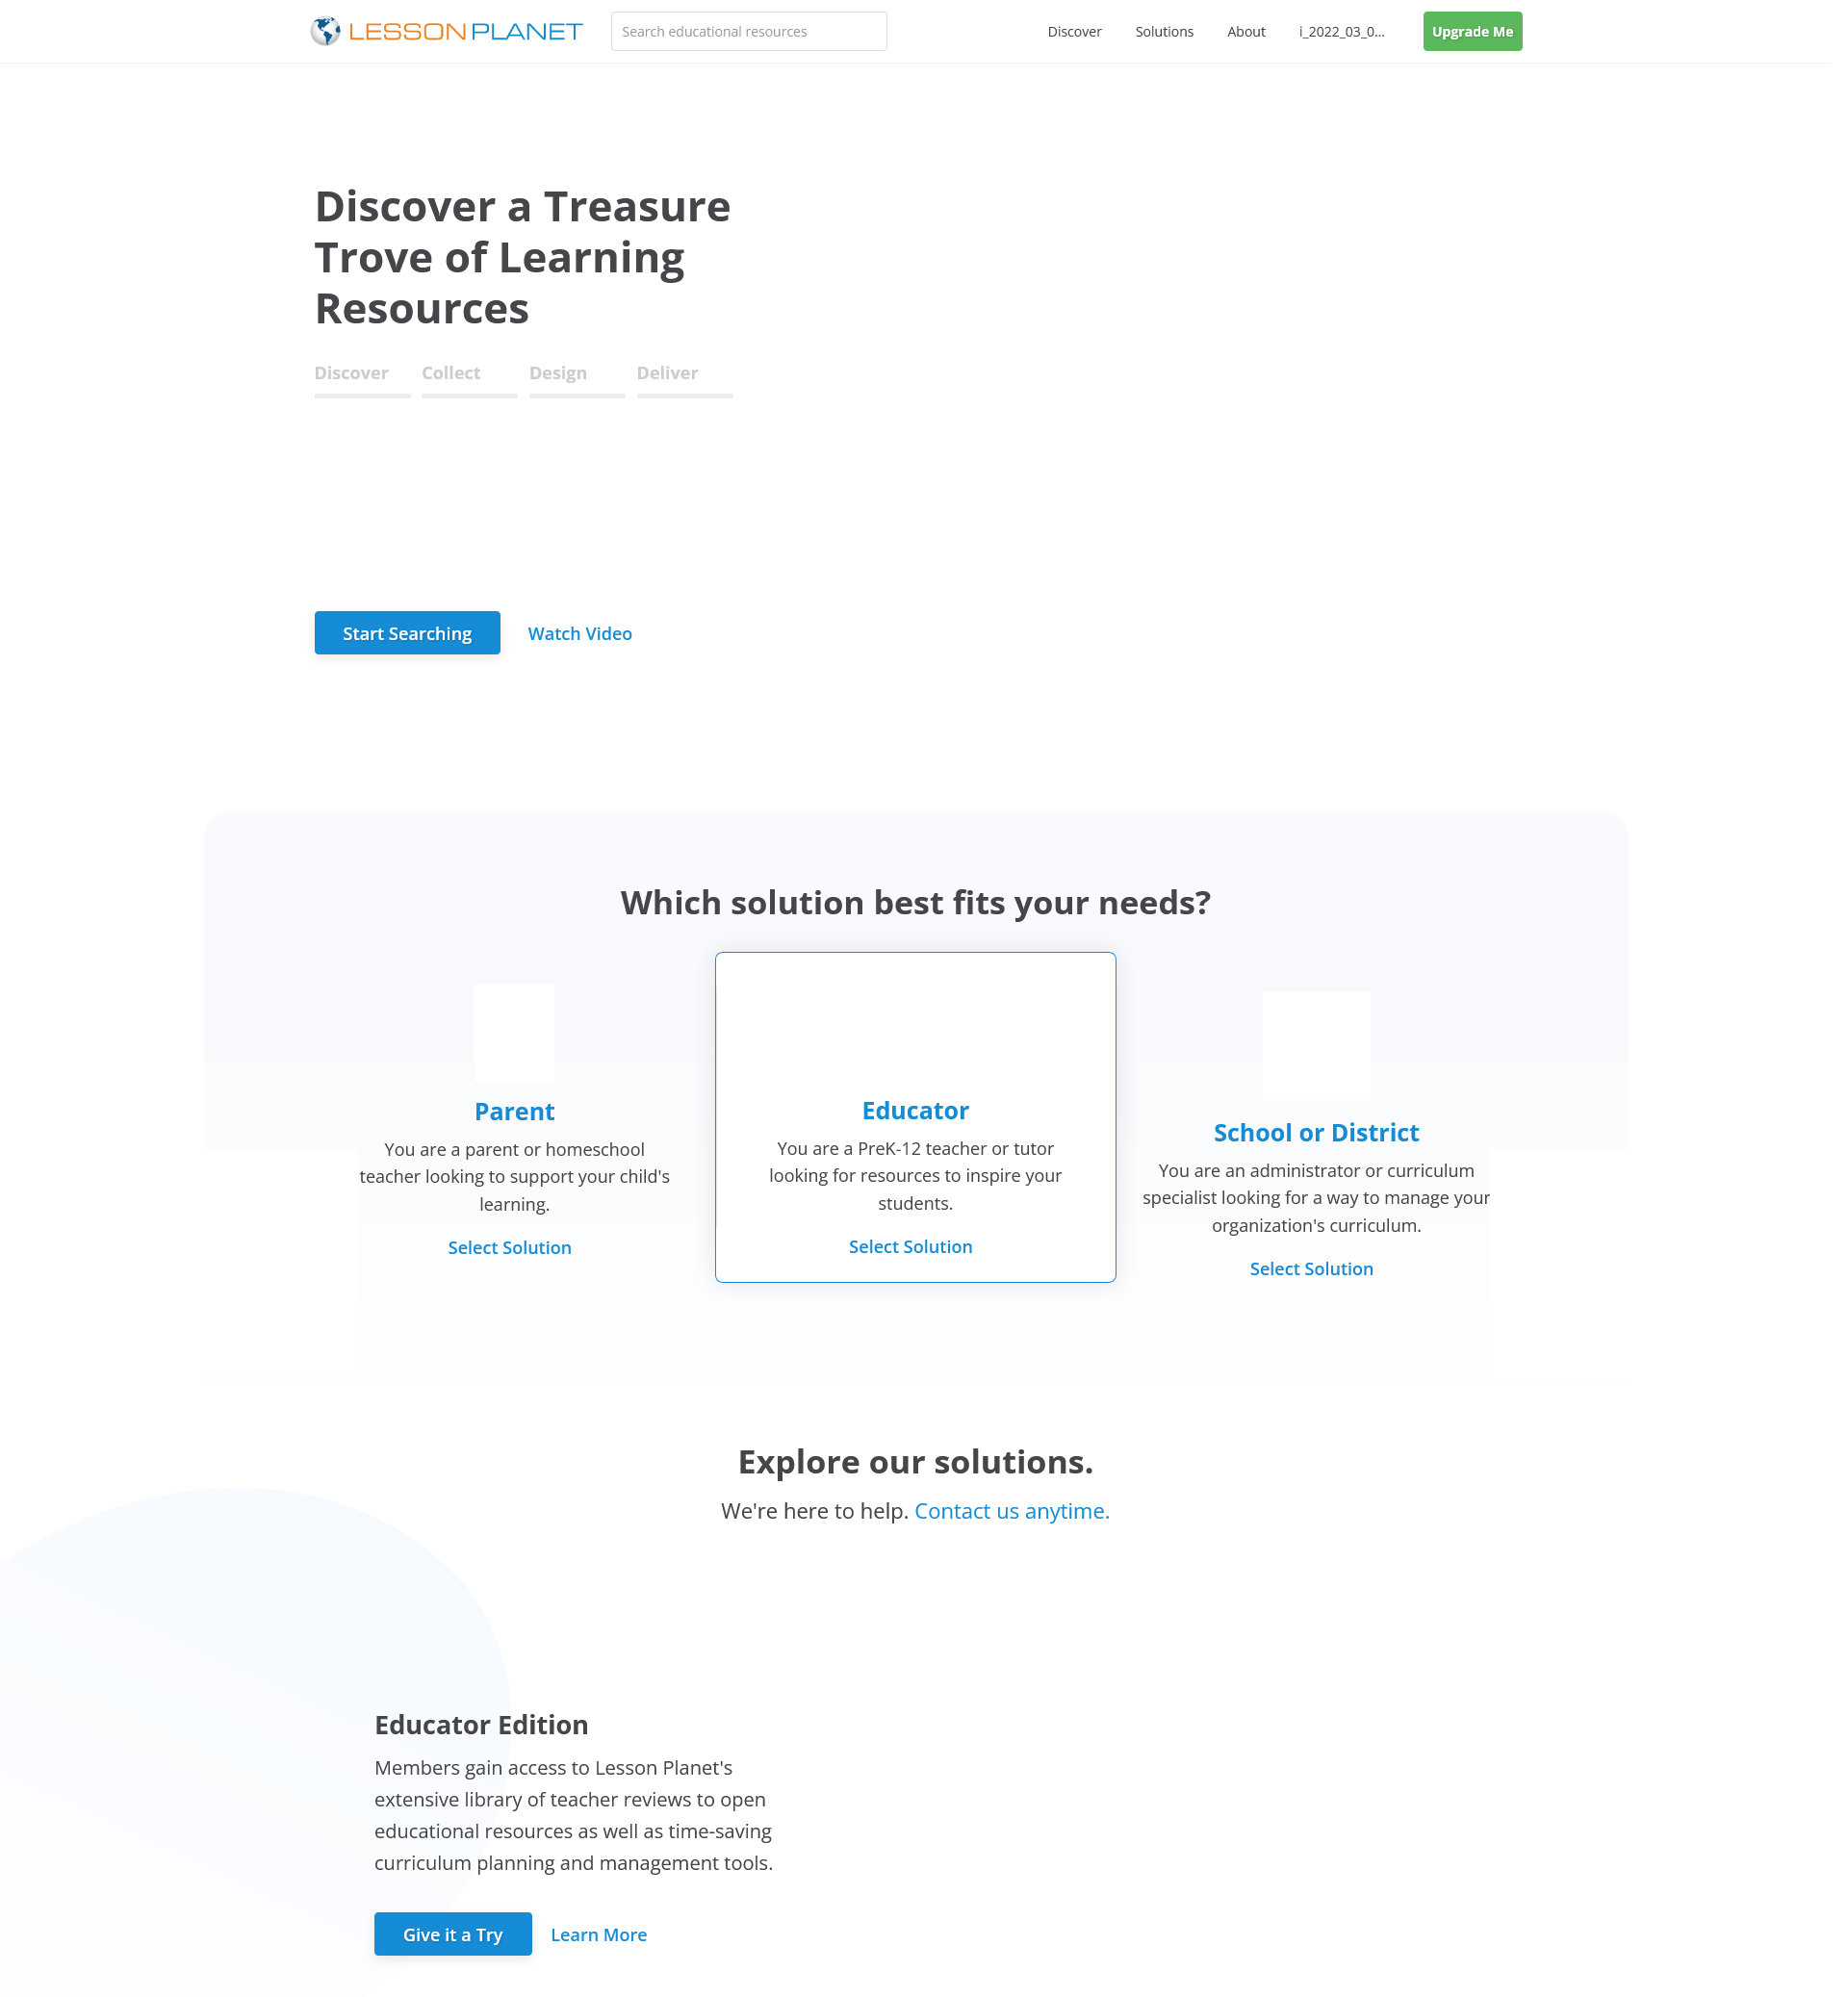 LESSON PLANET
Search educational resources
Discover
Solutions
About
i_2022_03_0...
Upgrade Me
Discover a Treasure
Trove of Learning
Resources
Discover
Collect
Design
Deliver
Start Searching
Watch Video
Which solution best fits your needs?
Parent
You are a parent or homeschool
teacher looking to support your child's
learning.
Select Solution
Educator
You are a PreK-12 teacher or tutor
looking for resources to inspire your
students.
Select Solution
School or District
You are an administrator or curriculum
specialist looking for a way to manage your
organization's curriculum.
Select Solution
Explore our solutions.
We're here to help. Contact us anytime.
Educator Edition
Members gain access to Lesson Planet's
extensive library of teacher reviews to open
educational resources as well as time-saving
curriculum planning and management tools.
Give it a Try
Learn More